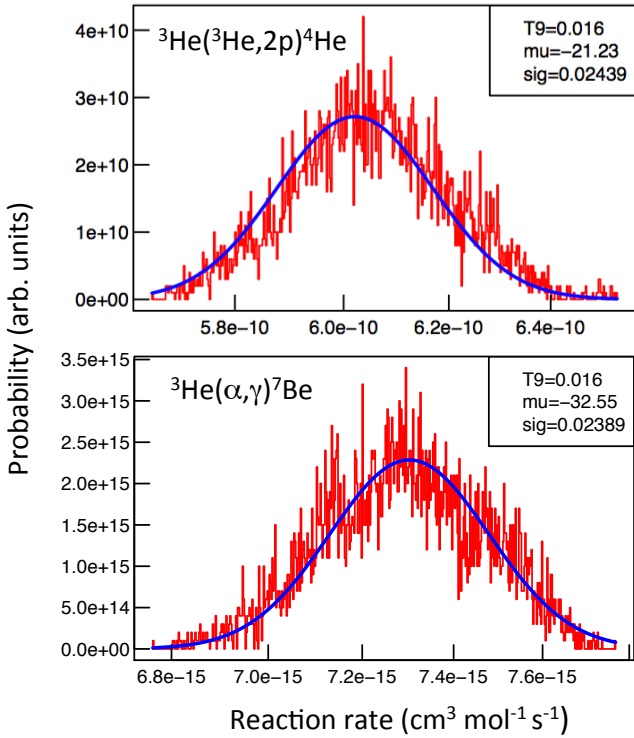 ³He(³He,2p)⁴He
T9=0.016
mu=−21.23
sig=0.02439
4e+10
3e+10
2e+10
1e+10
0e+00
5.8e−10 6.0e−10 6.2e−10 6.4e−10
³He(α,γ)⁷Be
T9=0.016
mu=−32.55
sig=0.02389
3.5e+15
3.0e+15
2.5e+15
2.0e+15
1.5e+15
1.0e+15
5.0e+14
0.0e+00
6.8e−15 7.0e−15 7.2e−15 7.4e−15 7.6e−15
Probability (arb. units)
Reaction rate (cm³ mol⁻¹ s⁻¹)